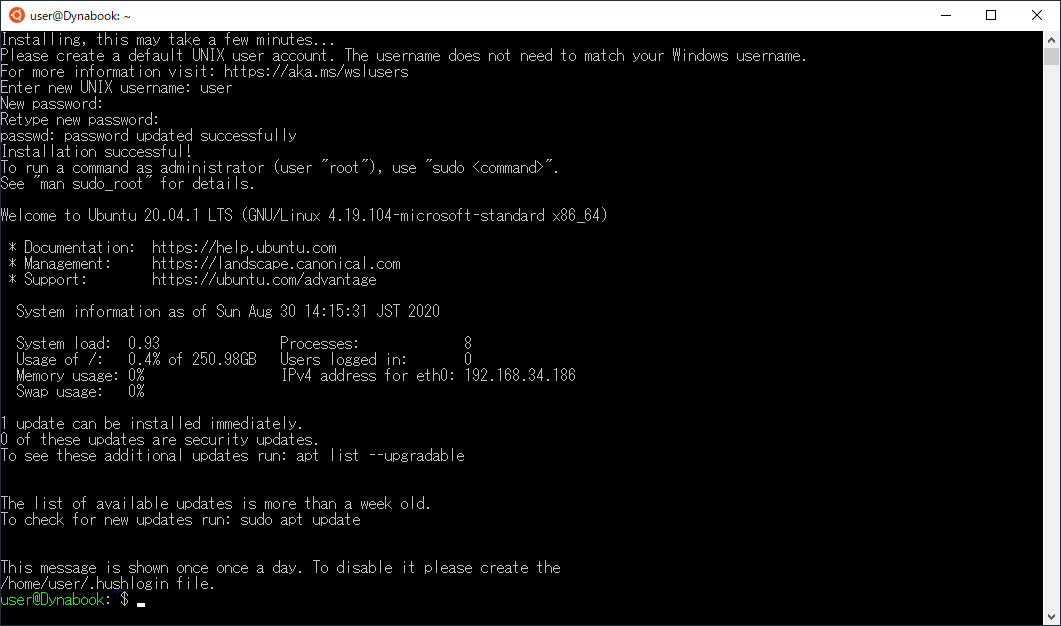 user@Dynabook: ~
Installing, this may take a few minutes...
Please create a default UNIX user account. The username does not need to match your Windows username.
For more information visit: https://aka.ms/wslusers
Enter new UNIX username: user
New password:
Retype new password:
passwd: password updated successfully
Installation successful!
To run a command as administrator (user "root"), use "sudo <command>".
See "man sudo_root" for details.

Welcome to Ubuntu 20.04.1 LTS (GNU/Linux 4.19.104-microsoft-standard x86_64)

 * Documentation:  https://help.ubuntu.com
 * Management:     https://landscape.canonical.com
 * Support:        https://ubuntu.com/advantage

  System information as of Sun Aug 30 14:15:31 JST 2020

  System load:  0.93               Processes:             8
  Usage of /:   0.4% of 250.98GB   Users logged in:       0
  Memory usage: 0%                 IPv4 address for eth0: 192.168.34.186
  Swap usage:   0%

1 update can be installed immediately.
0 of these updates are security updates.
To see these additional updates run: apt list --upgradable

The list of available updates is more than a week old.
To check for new updates run: sudo apt update

This message is shown once once a day. To disable it please create the
/home/user/.hushlogin file.
user@Dynabook:~$